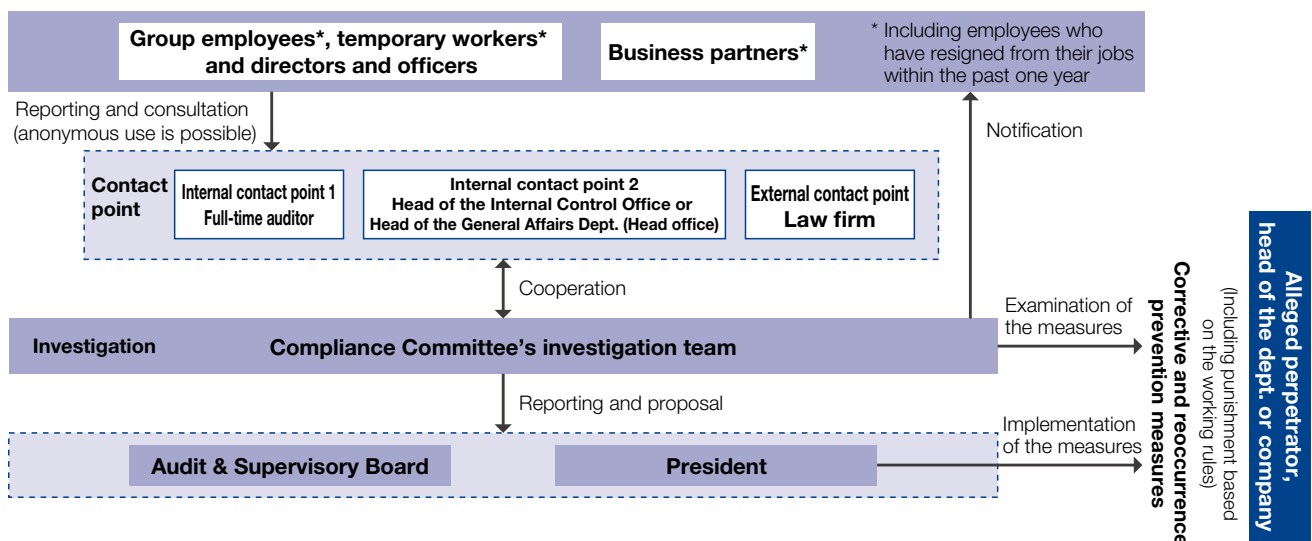 Group employees*, temporary workers*
and directors and officers
Business partners*
* Including employees who
have resigned from their jobs
within the past one year
Reporting and consultation
(anonymous use is possible)
Notification
Contact
point
Internal contact point 1
Full-time auditor
Internal contact point 2
Head of the Internal Control Office or
Head of the General Affairs Dept. (Head office)
External contact point
Law firm
Cooperation
Investigation
Compliance Committee's investigation team
Examination of
the measures
Reporting and proposal
Audit & Supervisory Board
President
Implementation
of the measures
Alleged perpetrator,
head of the dept. or company
(Including punishment based
on the working rules)
Corrective and reoccurrence
prevention measures